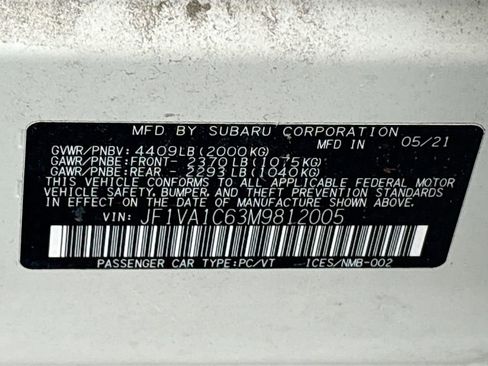 MFD BY SUBARU CORPORATION
GVWR/PNBV: 4409LB(2000KG) MFD IN 05/21
GAWR/PNBE:FRONT- 2370LB(1075KG)
GAWR/PNBE:REAR - 2293LB(1040KG)
THIS VEHICLE CONFORMS TO ALL APPLICABLE FEDERAL MOTOR
VEHICLE SAFETY, BUMPER, AND THEFT PREVENTION STANDARDS
IN EFFECT ON THE DATE OF MANUFACTURE SHOWN ABOVE.
VIN: JF1VA1C63M9812005
PASSENGER CAR TYPE:PC/VT ICES/NMB-002